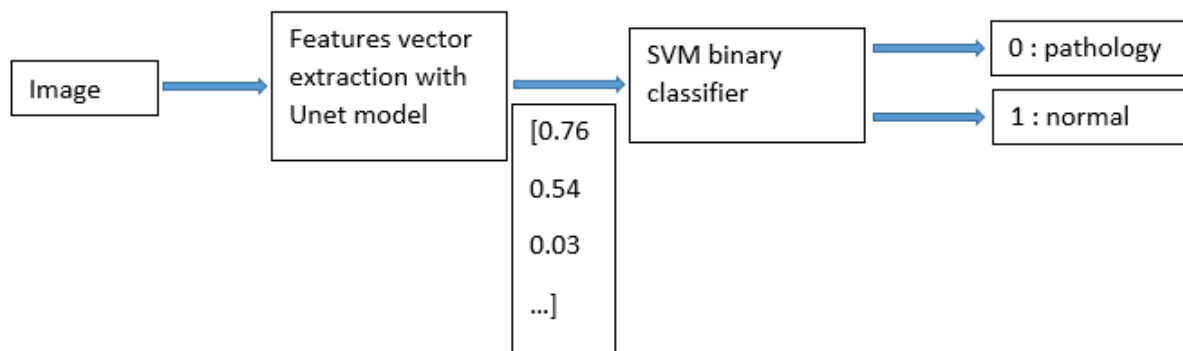 Image
Features vector
extraction with
Unet model
[0.76
0.54
0.03
...]
SVM binary
classifier
0 : pathology
1 : normal